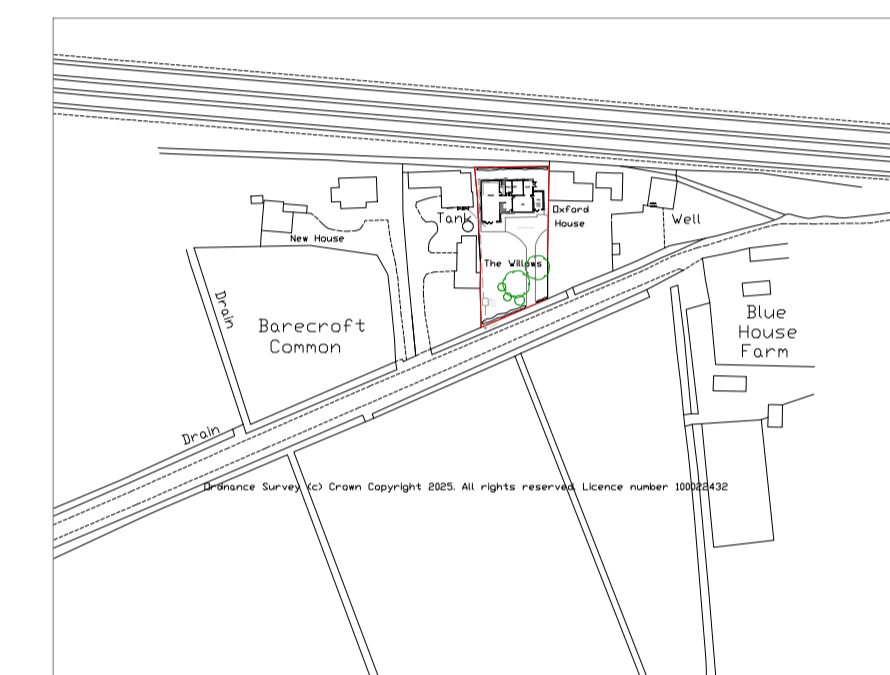 Tank
Oxford
House
Well
New House
The Willows
Drain
Barecroft
Common
Blue
House
Farm
Drain
Ordnance Survey (c) Crown Copyright 2025. All rights reserved. Licence number 100022432